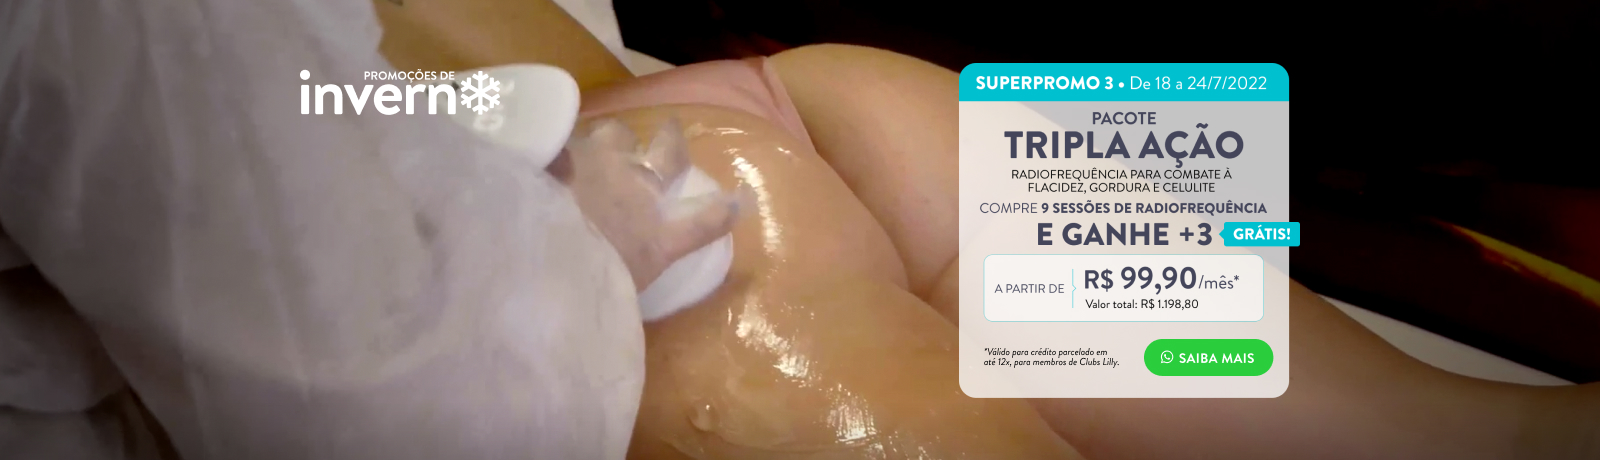 PROMOÇÕES DE
invern
SUPERPROMO 3 • De 18 a 24/7/2022
PACOTE
TRIPLA AÇÃO
RADIOFREQUÊNCIA PARA COMBATE À
FLACIDEZ, GORDURA E CELULITE
COMPRE 9 SESSÕES DE RADIOFREQUÊNCIA
E GANHE +3 GRÁTIS!
A PARTIR DE R$ 99,90/mês*
Valor total: R$ 1.198,80
*Válido para crédito parcelado em
até 12x, para membros de Clubs Lilly.
SAIBA MAIS